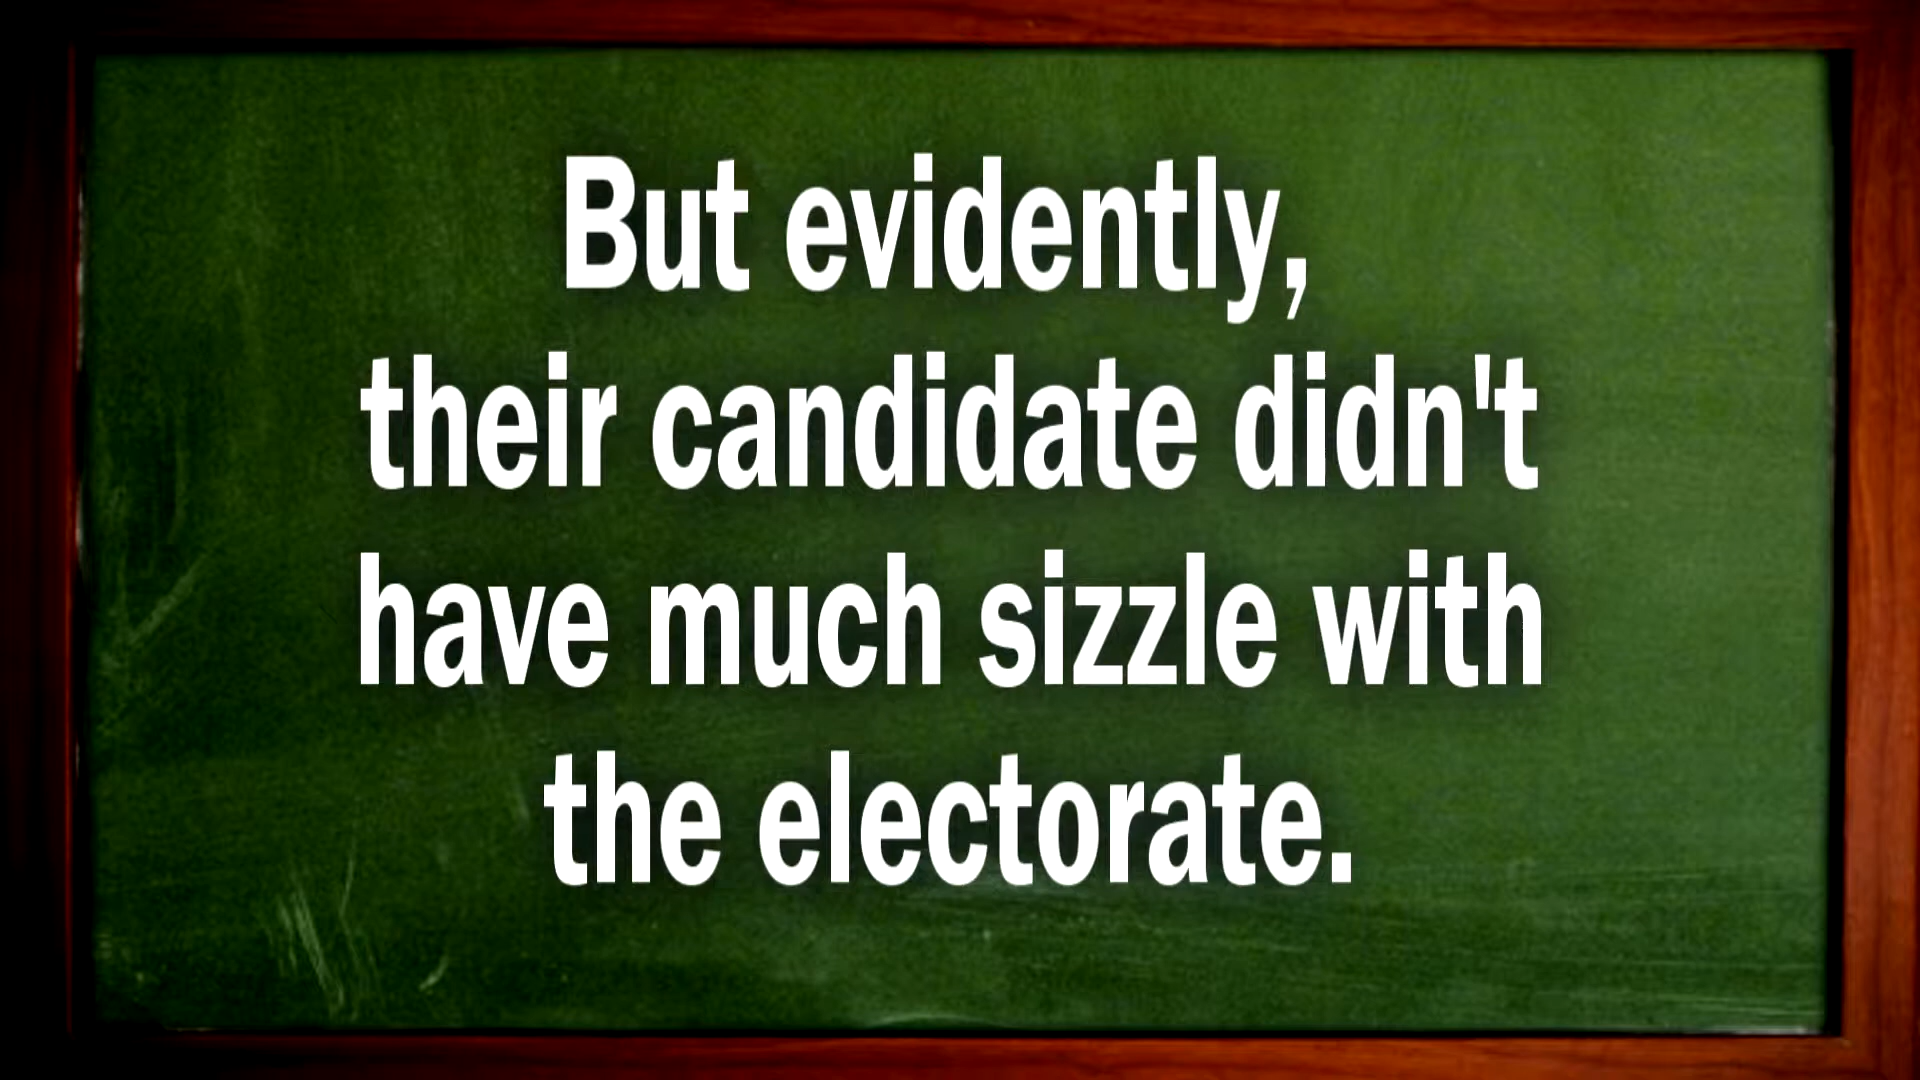 But evidently,
their candidate didn't
have much sizzle with
the electorate.